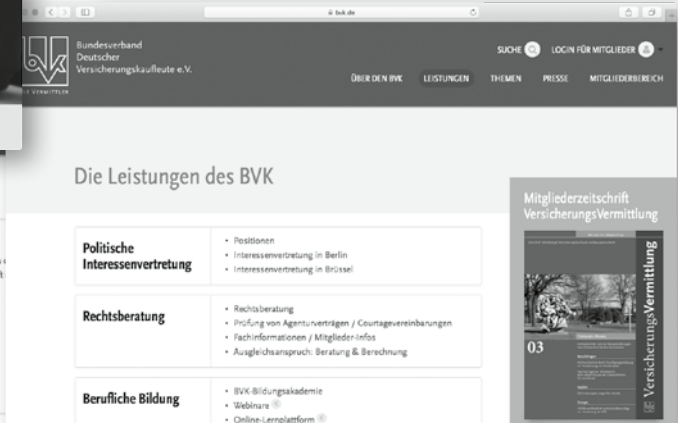 bvk.de
bvk
Bundesverband
Deutscher
Versicherungskaufleute e.V.
SUCHE
LOGIN FÜR MITGLIEDER
ÜBER DEN BVK
LEISTUNGEN
THEMEN
PRESSE
MITGLIEDERBEREICH
Die Leistungen des BVK
Politische
Interessenvertretung
• Positionen
• Interessenvertretung in Berlin
• Interessenvertretung in Brüssel
Rechtsberatung
• Rechtsberatung
• Prüfung von Agenturverträgen / Courtagevereinbarungen
• Fachinformationen / Mitglieder-Infos
• Ausgleichsanspruch: Beratung & Berechnung
Berufliche Bildung
• BVK-Bildungsakademie
• Webinare
• Online-Lernplattform
Mitgliederzeitschrift
VersicherungsVermittlung
VersicherungsVermittlung
03